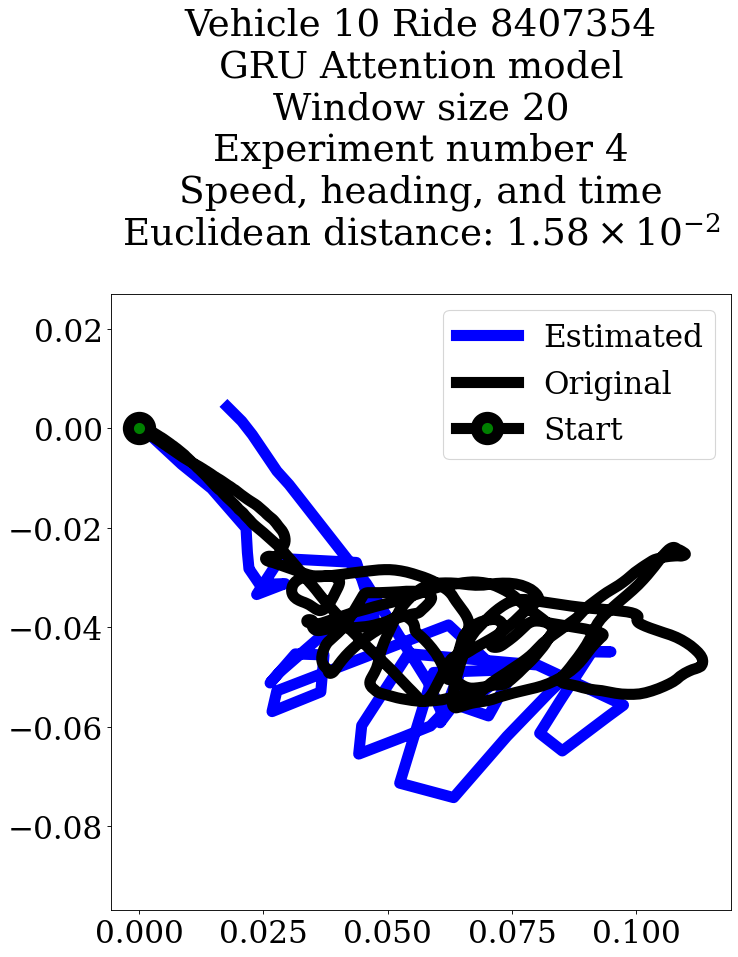 Vehicle 10 Ride 8407354
GRU Attention model
Window size 20
Experiment number 4
Speed, heading, and time
Euclidean distance: 1.58 × 10⁻²
Estimated
Original
Start
0.02
0.00
−0.02
−0.04
−0.06
−0.08
0.000 0.025 0.050 0.075 0.100